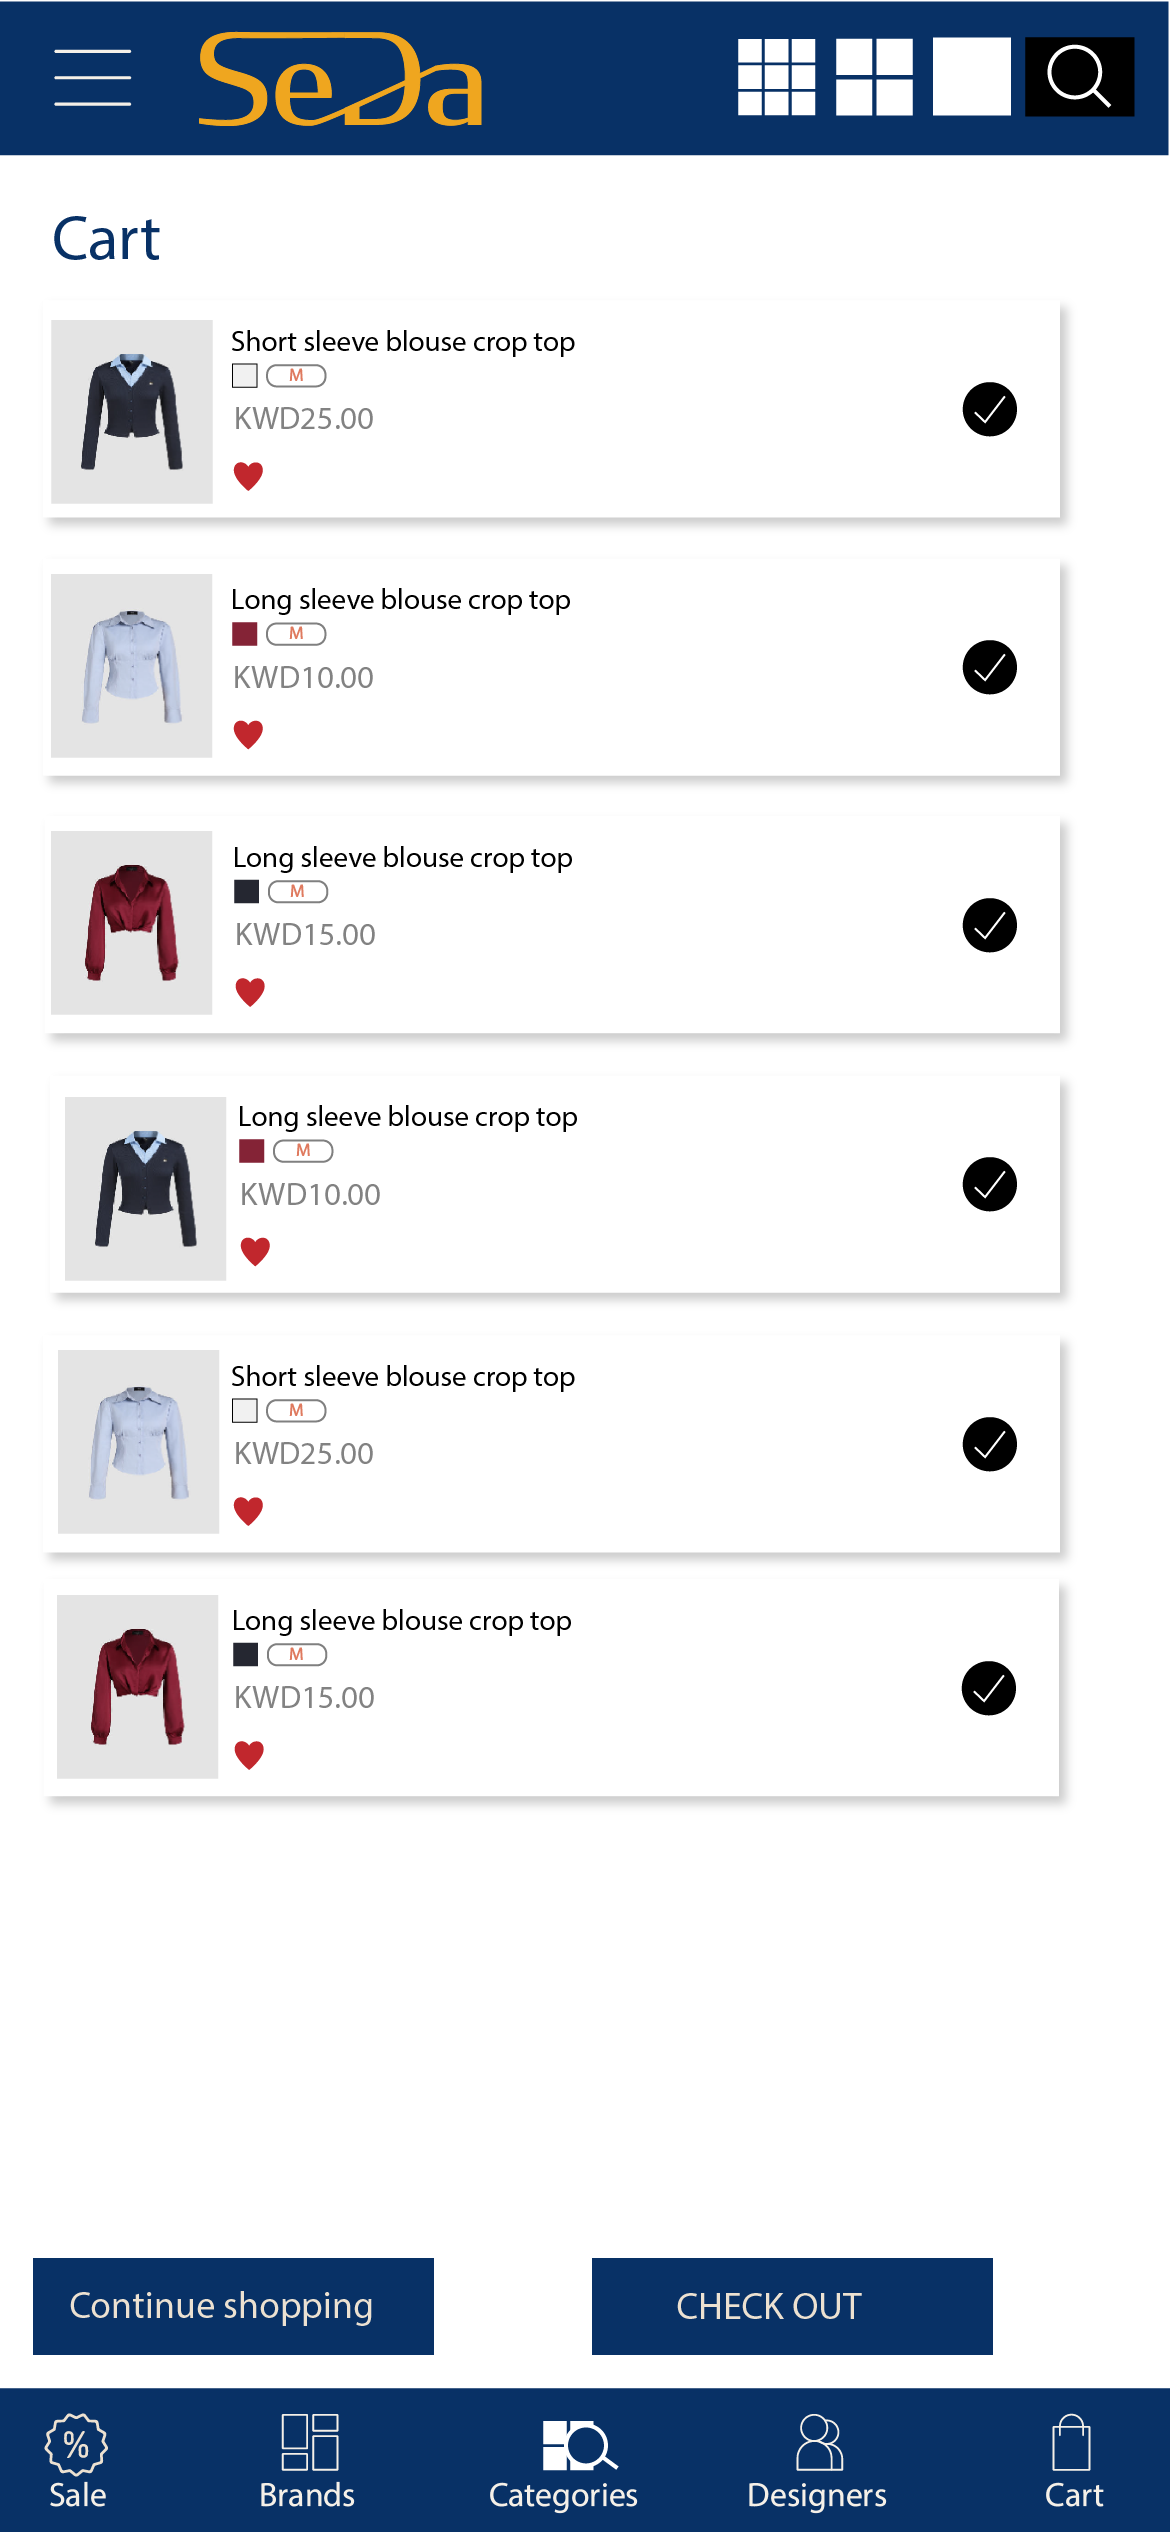 SeDa
Cart
Short sleeve blouse crop top
M
KWD25.00
Long sleeve blouse crop top
M
KWD10.00
Long sleeve blouse crop top
M
KWD15.00
Long sleeve blouse crop top
M
KWD10.00
Short sleeve blouse crop top
M
KWD25.00
Long sleeve blouse crop top
M
KWD15.00
Continue shopping
CHECK OUT
%
Sale
Brands
Categories
Designers
Cart